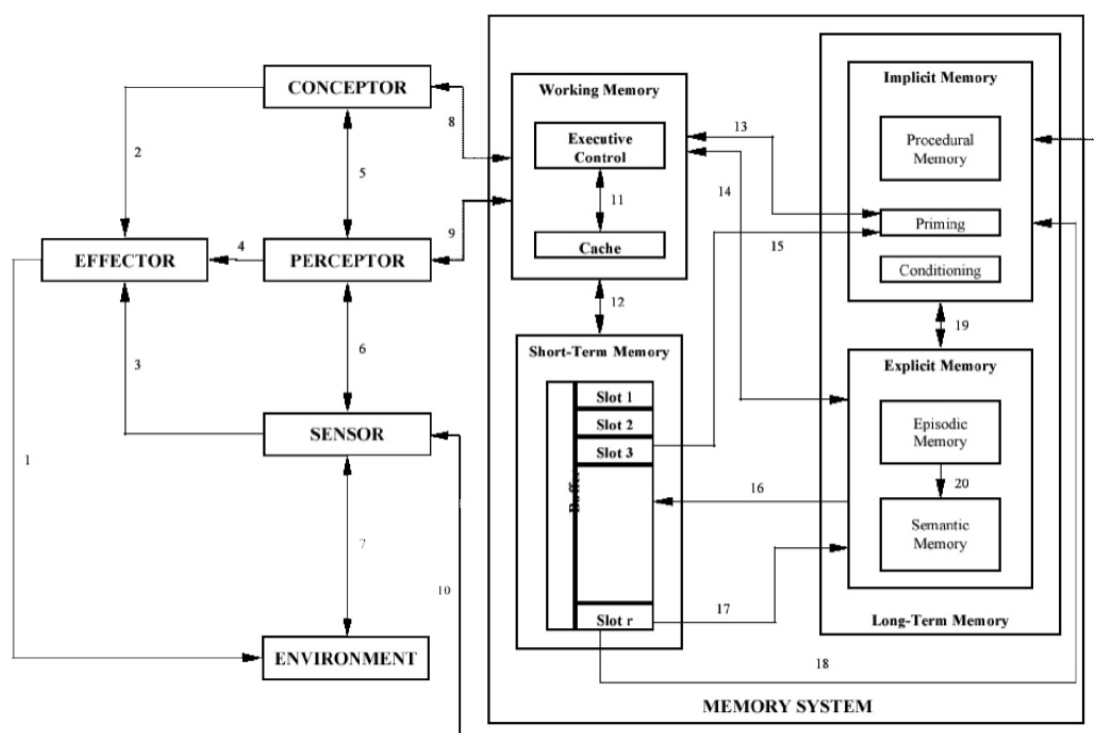 CONCEPTOR
2
5
8
EFFECTOR
4
PERCEPTOR
9
3
6
SENSOR
1
7
10
ENVIRONMENT
Working Memory
Executive
Control
11
Cache
12
Short-Term Memory
Buffer
Slot 1
Slot 2
Slot 3
Slot r
13
14
15
16
17
18
Implicit Memory
Procedural
Memory
Priming
Conditioning
19
Explicit Memory
Episodic
Memory
20
Semantic
Memory
Long-Term Memory
MEMORY SYSTEM